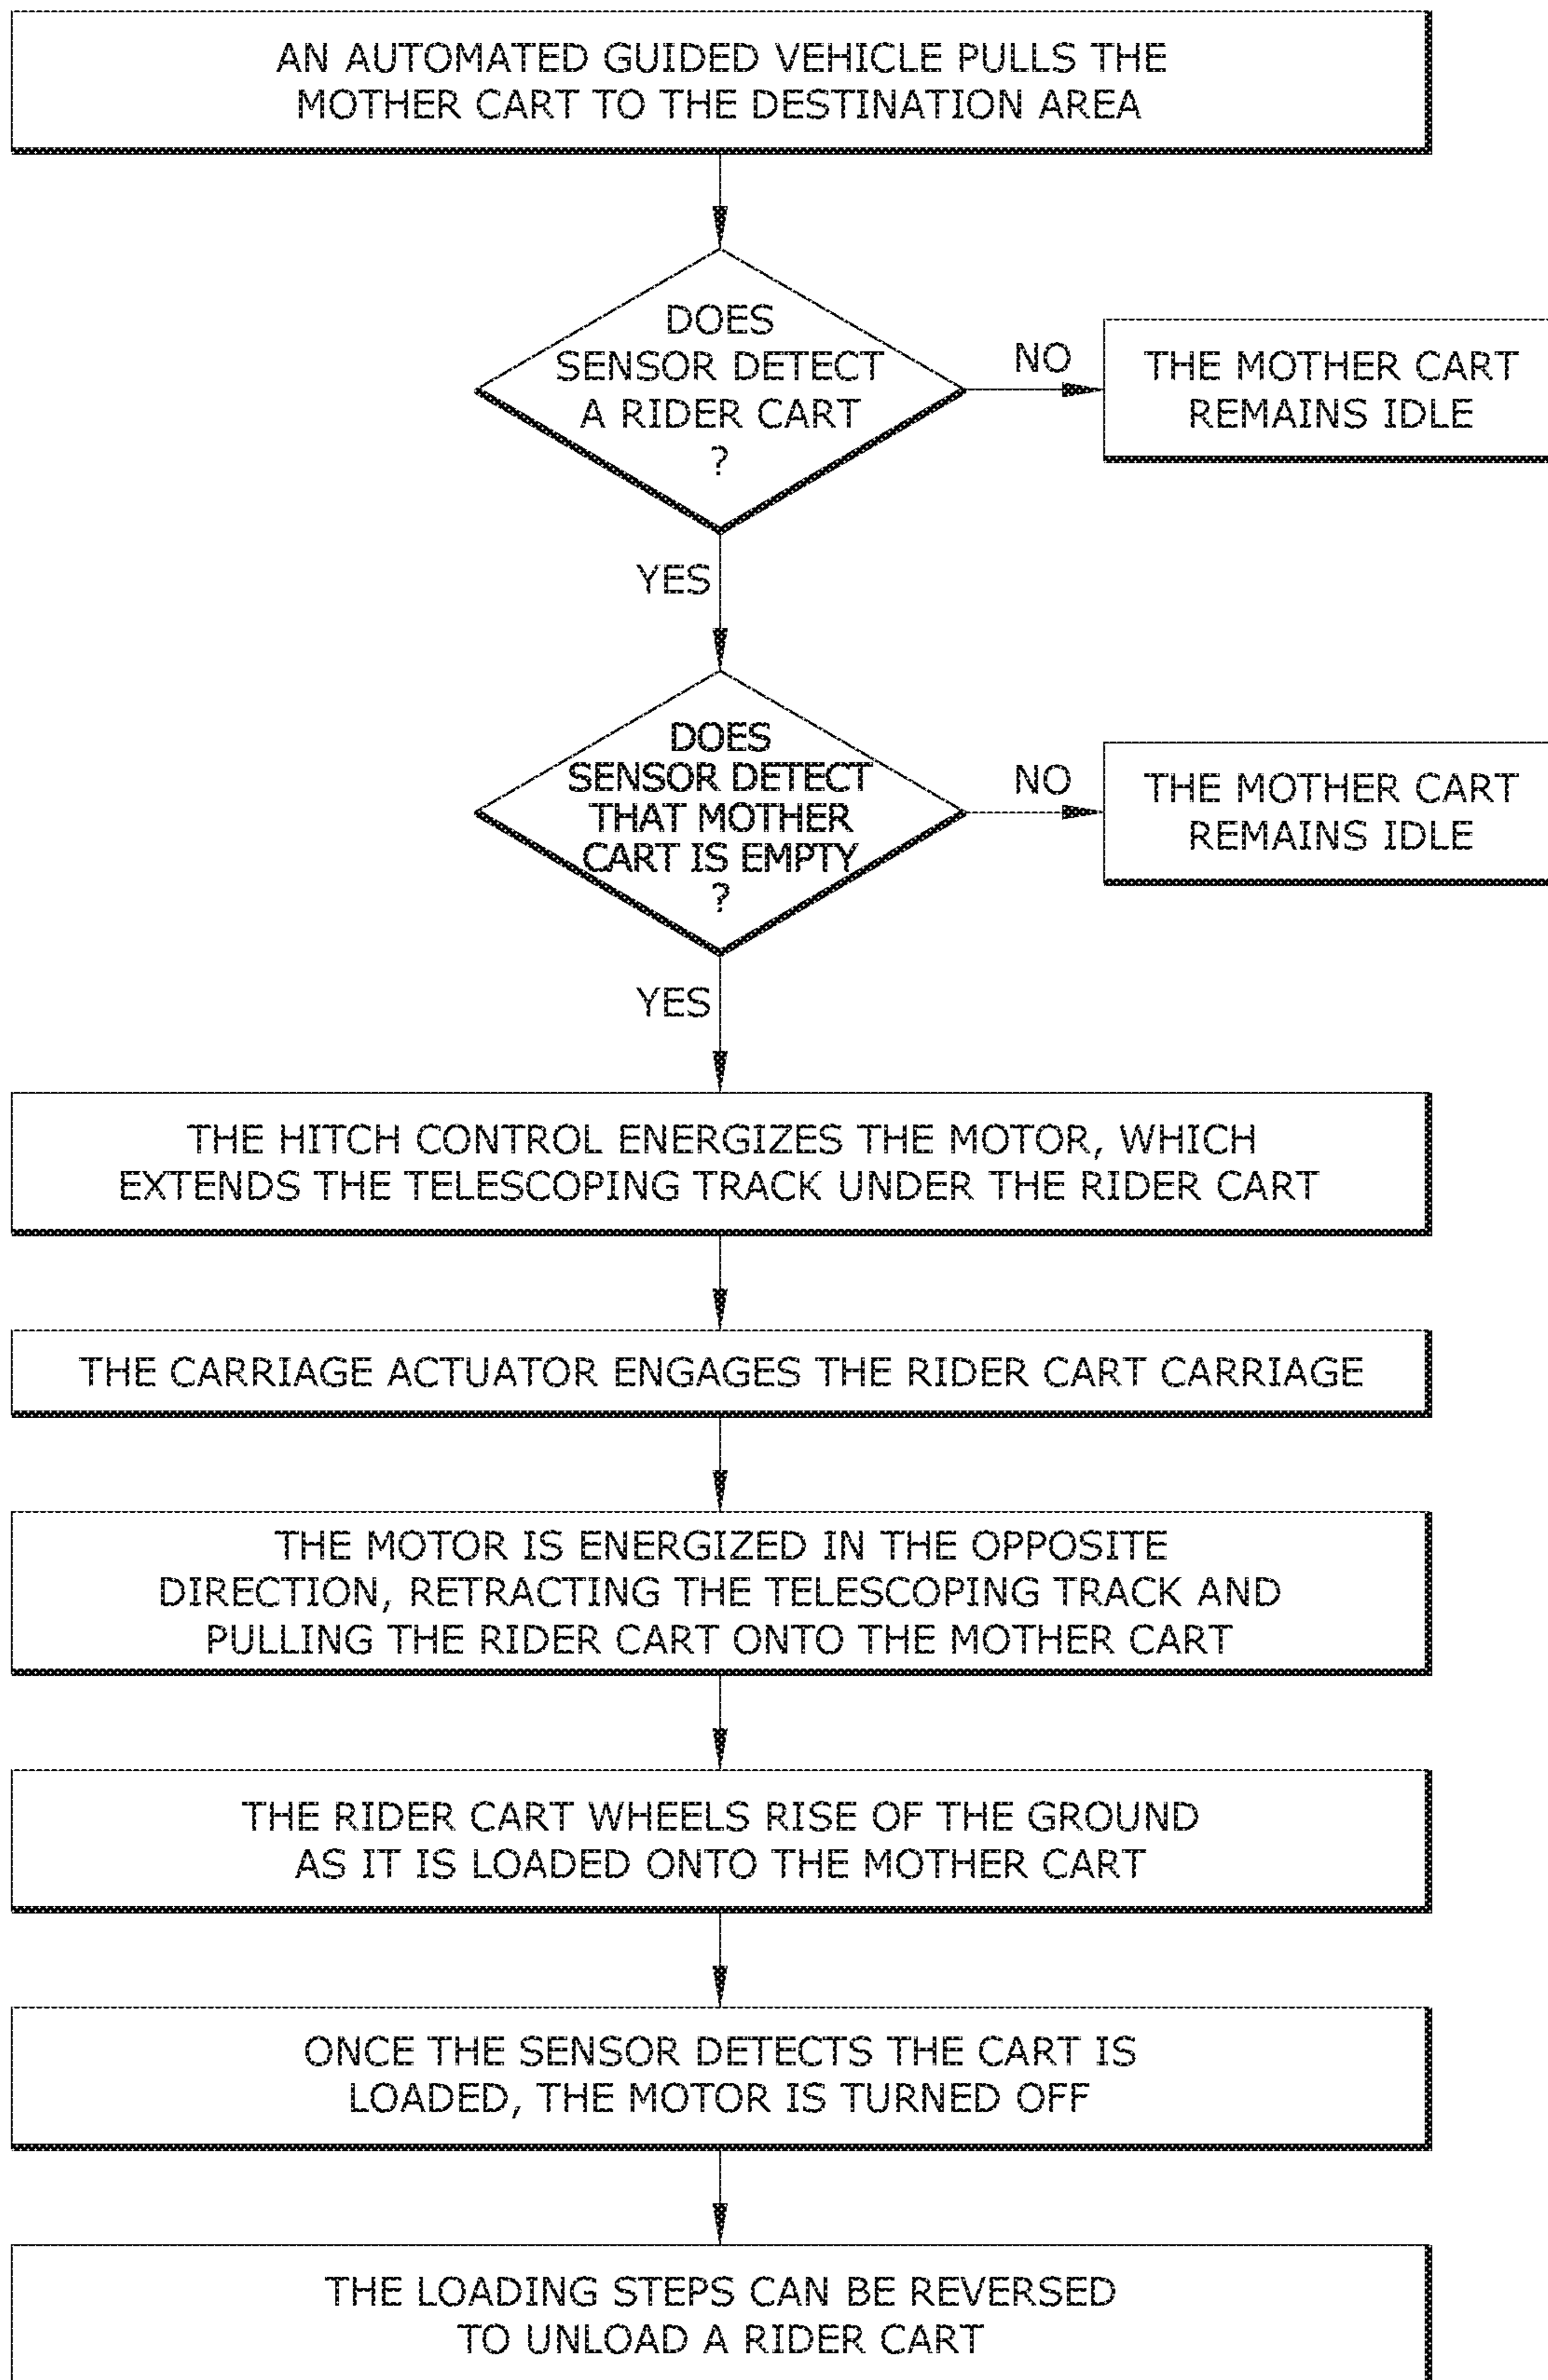 AN AUTOMATED GUIDED VEHICLE PULLS THE
MOTHER CART TO THE DESTINATION AREA
DOES
SENSOR DETECT
A RIDER CART
?
NO
THE MOTHER CART
REMAINS IDLE
YES
DOES
SENSOR DETECT
THAT MOTHER
CART IS EMPTY
?
NO
THE MOTHER CART
REMAINS IDLE
YES
THE HITCH CONTROL ENERGIZES THE MOTOR, WHICH
EXTENDS THE TELESCOPING TRACK UNDER THE RIDER CART
THE CARRIAGE ACTUATOR ENGAGES THE RIDER CART CARRIAGE
THE MOTOR IS ENERGIZED IN THE OPPOSITE
DIRECTION, RETRACTING THE TELESCOPING TRACK AND
PULLING THE RIDER CART ONTO THE MOTHER CART
THE RIDER CART WHEELS RISE OF THE GROUND
AS IT IS LOADED ONTO THE MOTHER CART
ONCE THE SENSOR DETECTS THE CART IS
LOADED, THE MOTOR IS TURNED OFF
THE LOADING STEPS CAN BE REVERSED
TO UNLOAD A RIDER CART